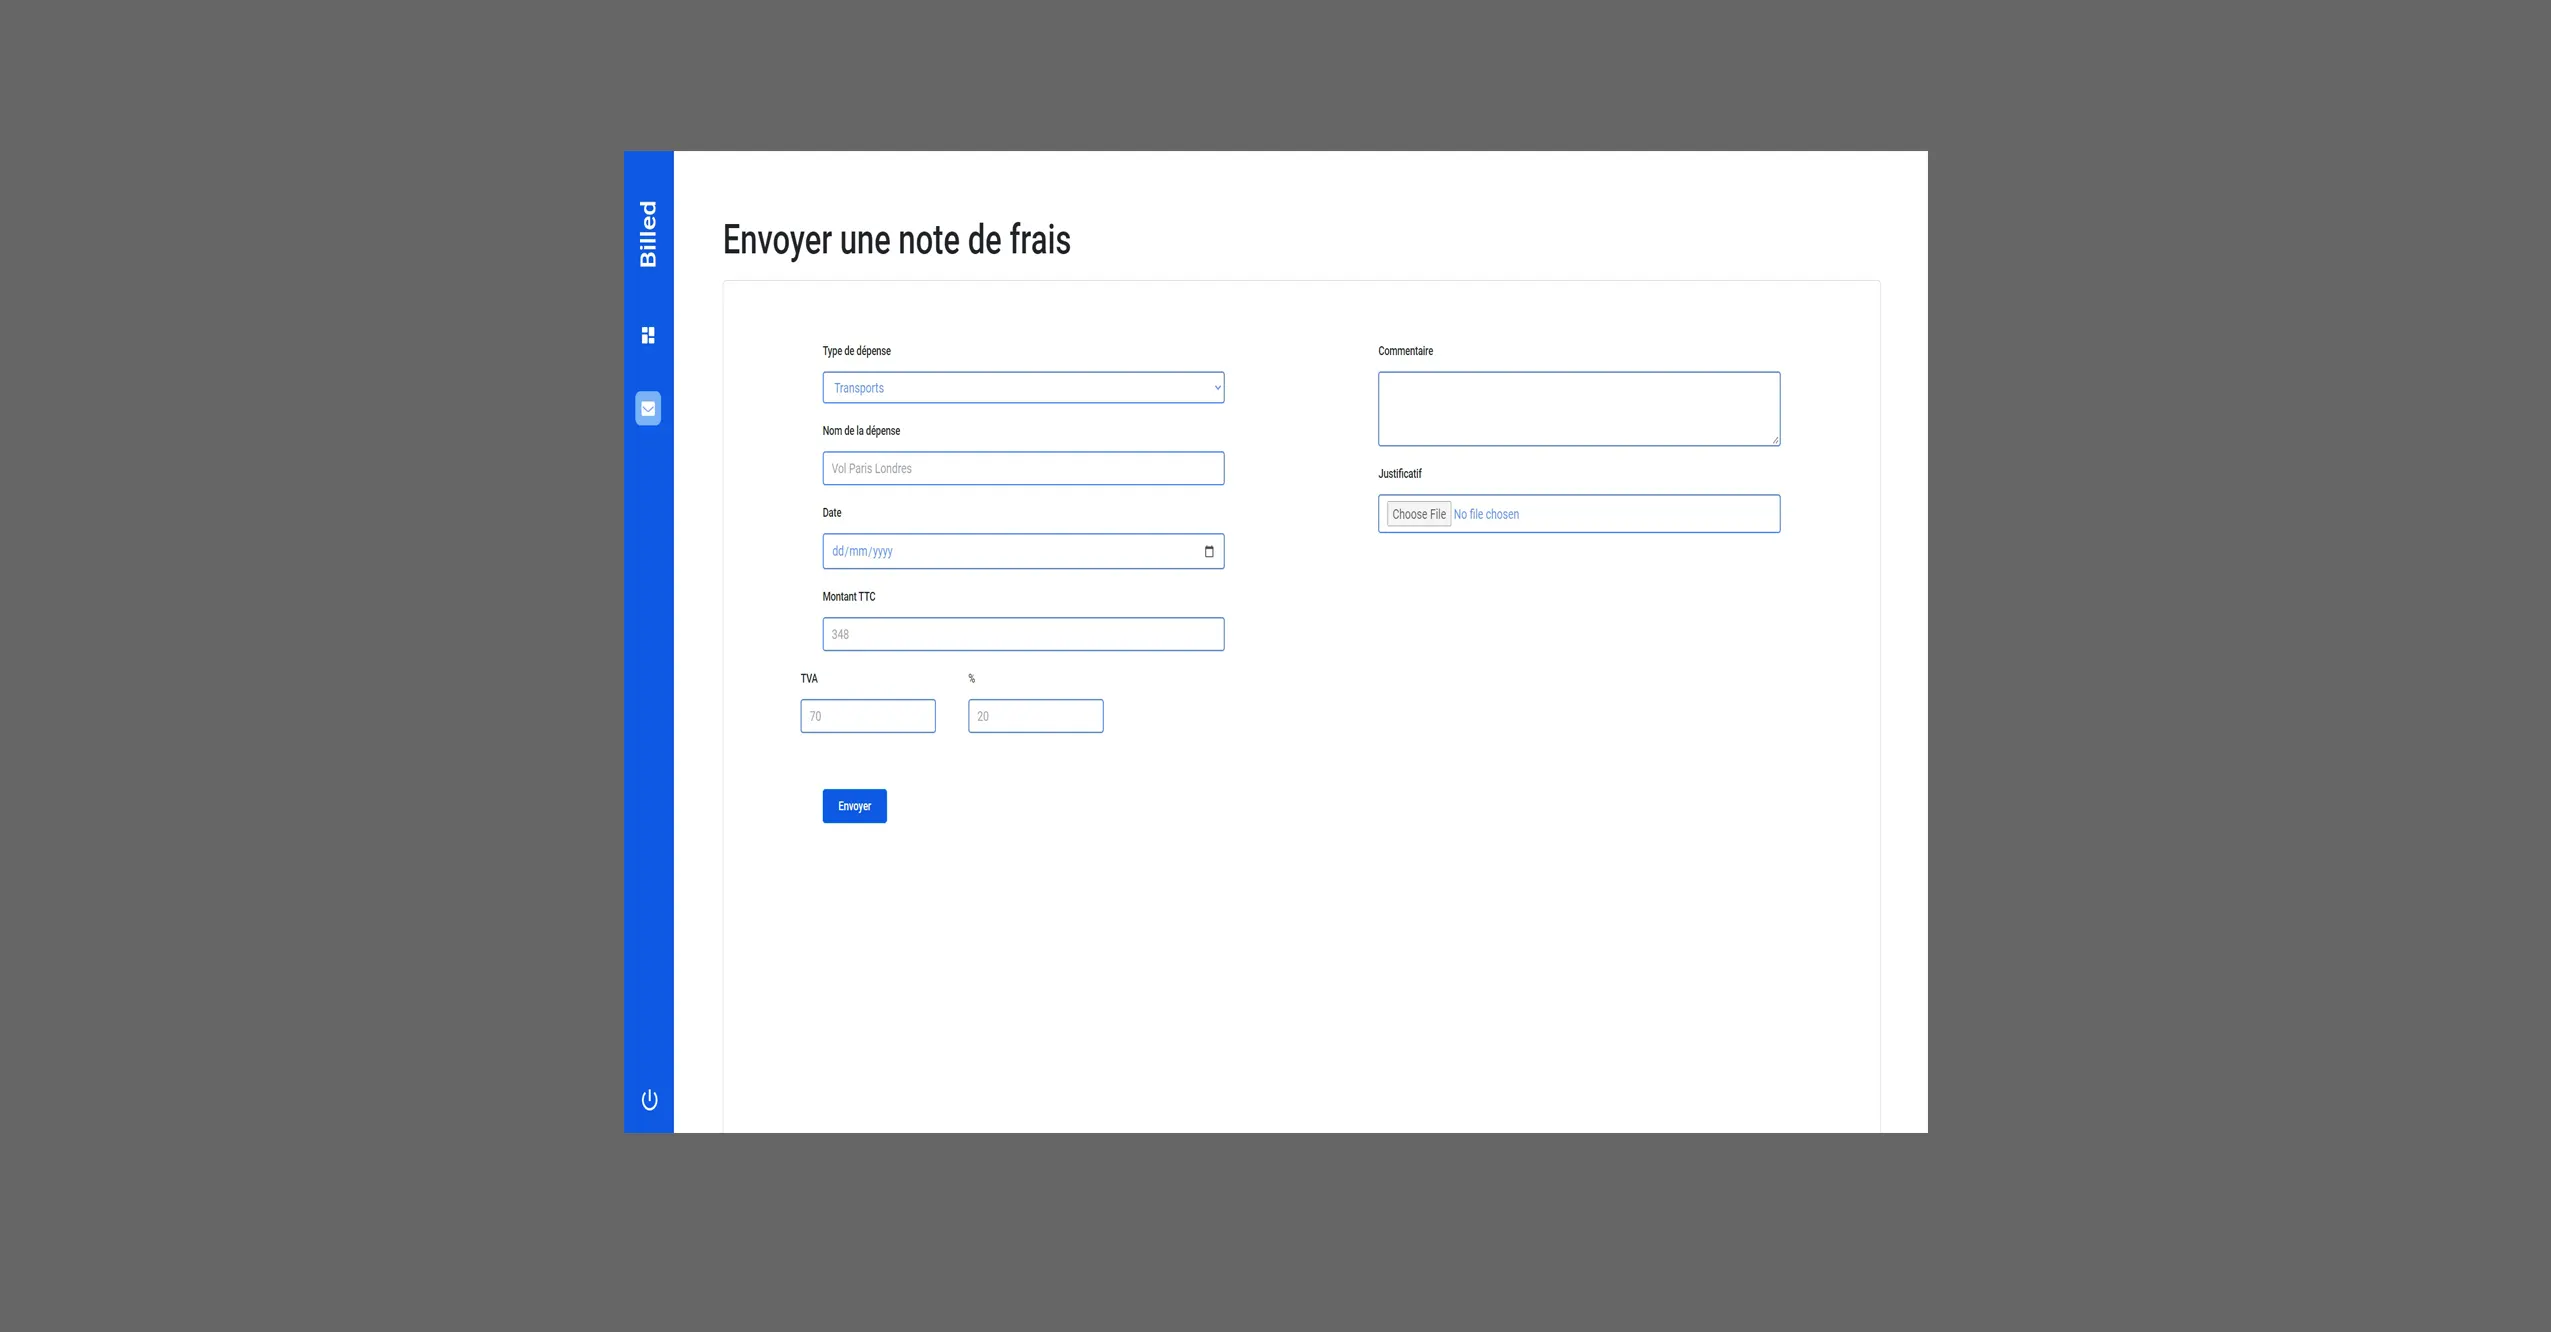 Billed
Envoyer une note de frais
Type de dépense
Transports
Nom de la dépense
Vol Paris Londres
Date
dd/mm/yyyy
Montant TTC
348
TVA
%
70
20
Envoyer
Commentaire
Justificatif
Choose File No file chosen